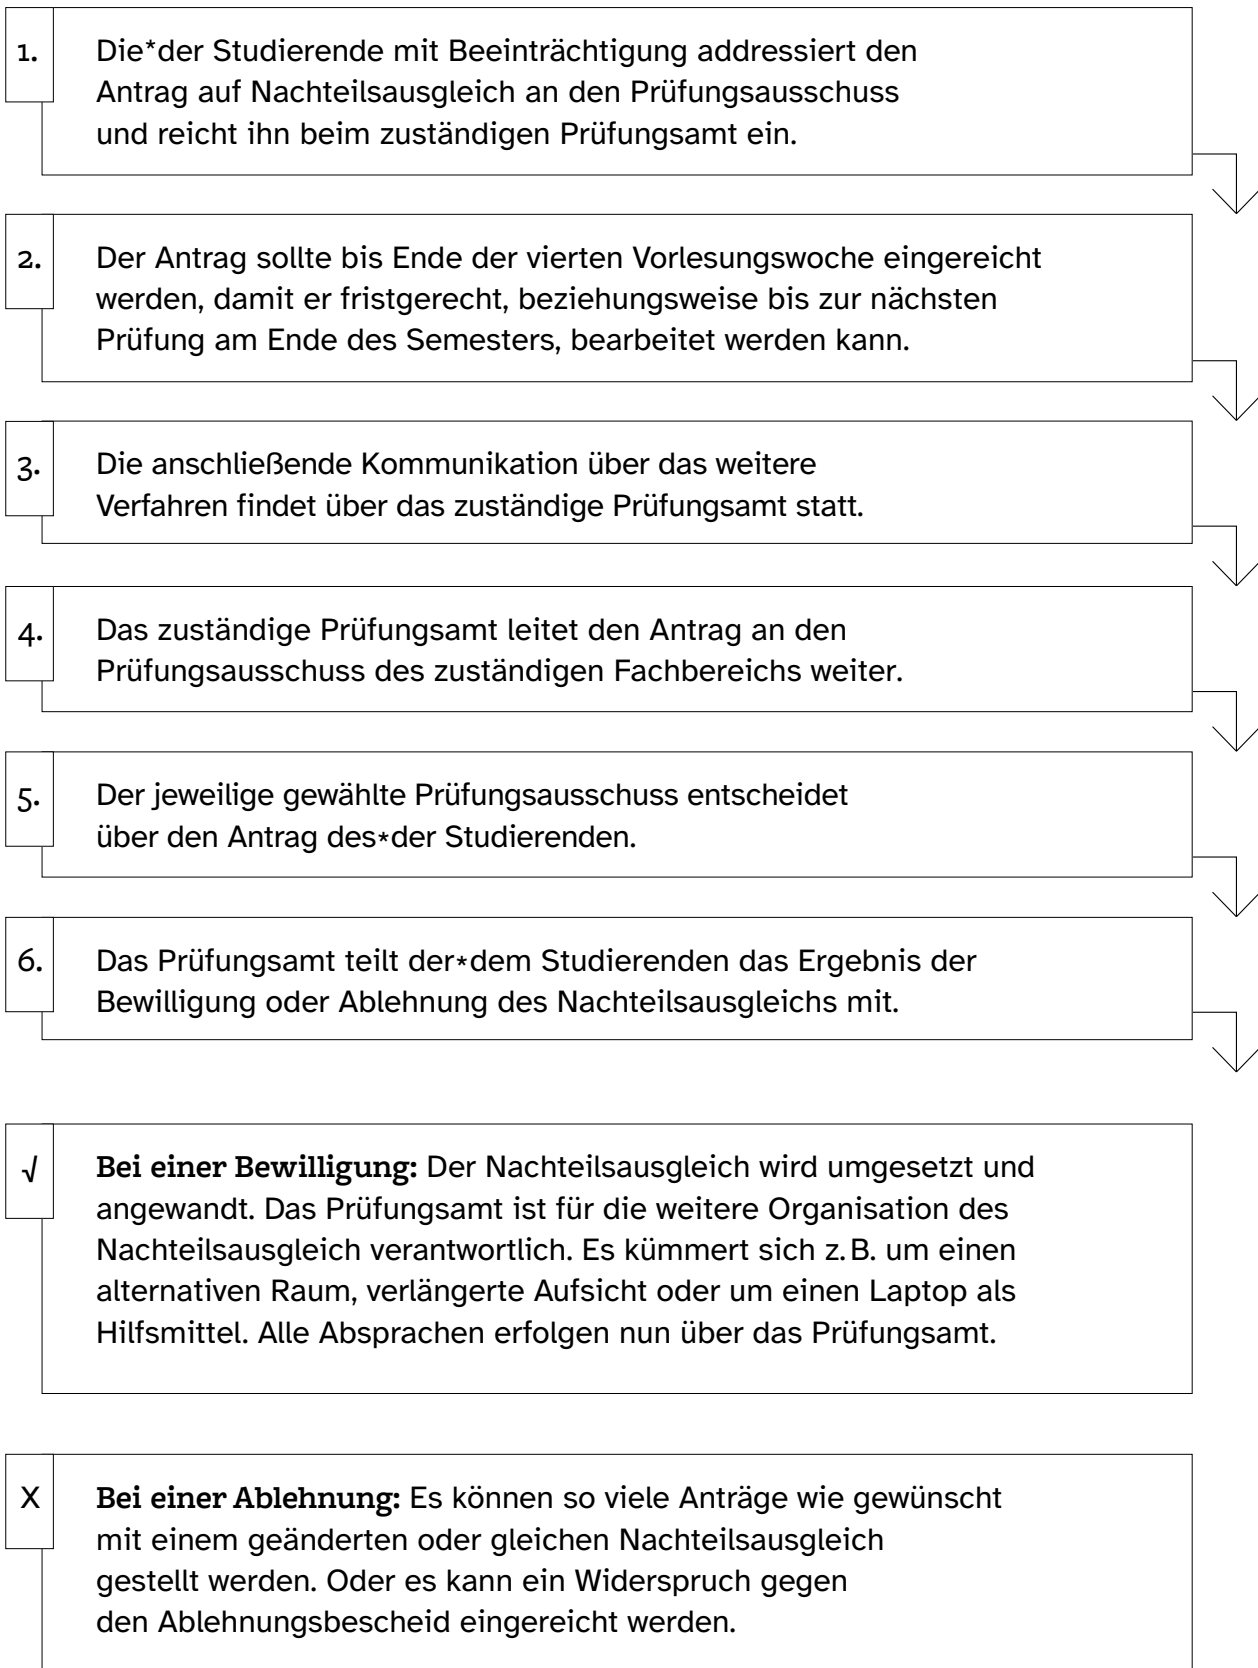 1.
Die*der Studierende mit Beeinträchtigung addressiert den
Antrag auf Nachteilsausgleich an den Prüfungsausschuss
und reicht ihn beim zuständigen Prüfungsamt ein.
2.
Der Antrag sollte bis Ende der vierten Vorlesungswoche eingereicht
werden, damit er fristgerecht, beziehungsweise bis zur nächsten
Prüfung am Ende des Semesters, bearbeitet werden kann.
3.
Die anschließende Kommunikation über das weitere
Verfahren findet über das zuständige Prüfungsamt statt.
4.
Das zuständige Prüfungsamt leitet den Antrag an den
Prüfungsausschuss des zuständigen Fachbereichs weiter.
5.
Der jeweilige gewählte Prüfungsausschuss entscheidet
über den Antrag des*der Studierenden.
6.
Das Prüfungsamt teilt der*dem Studierenden das Ergebnis der
Bewilligung oder Ablehnung des Nachteilsausgleichs mit.
√
Bei einer Bewilligung: Der Nachteilsausgleich wird umgesetzt und
angewandt. Das Prüfungsamt ist für die weitere Organisation des
Nachteilsausgleich verantwortlich. Es kümmert sich z. B. um einen
alternativen Raum, verlängerte Aufsicht oder um einen Laptop als
Hilfsmittel. Alle Absprachen erfolgen nun über das Prüfungsamt.
X
Bei einer Ablehnung: Es können so viele Anträge wie gewünscht
mit einem geänderten oder gleichen Nachteilsausgleich
gestellt werden. Oder es kann ein Widerspruch gegen
den Ablehnungsbescheid eingereicht werden.